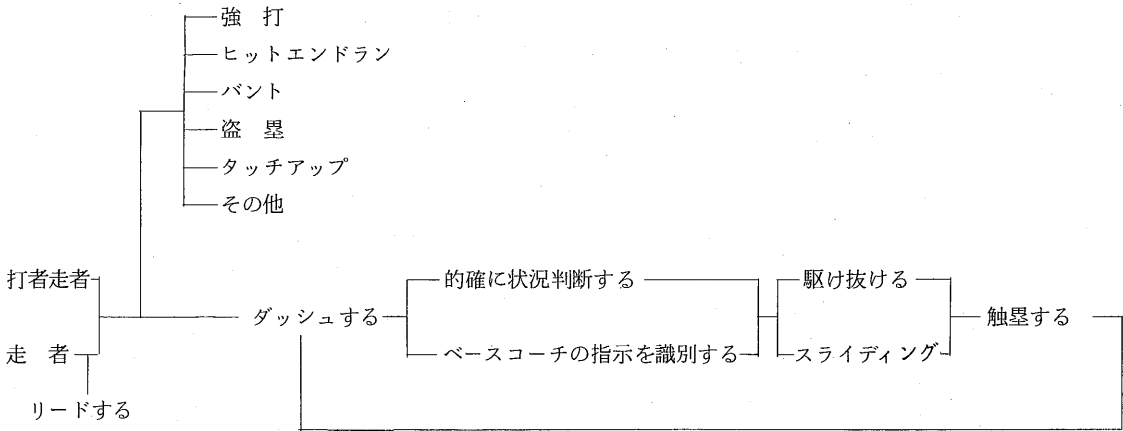 強　打
ヒットエンドラン
バント
盗　塁
タッチアップ
その他
打者走者
的確に状況判断する
駆け抜ける
ダッシュする
触塁する
走　者
ベースコーチの指示を識別する
スライディング
リードする